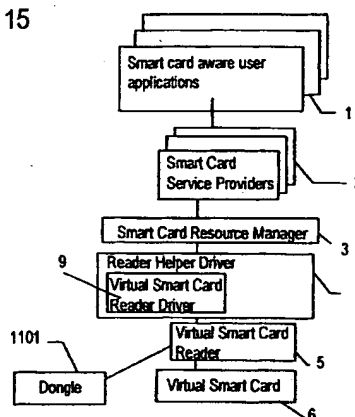 15
Smart card aware user
applications
1
Smart Card
Service Providers
Smart Card Resource Manager
3
Reader Helper Driver
9
Virtual Smart Card
Reader Driver
1101
Virtual Smart Card
Reader
5
Dongle
Virtual Smart Card
6